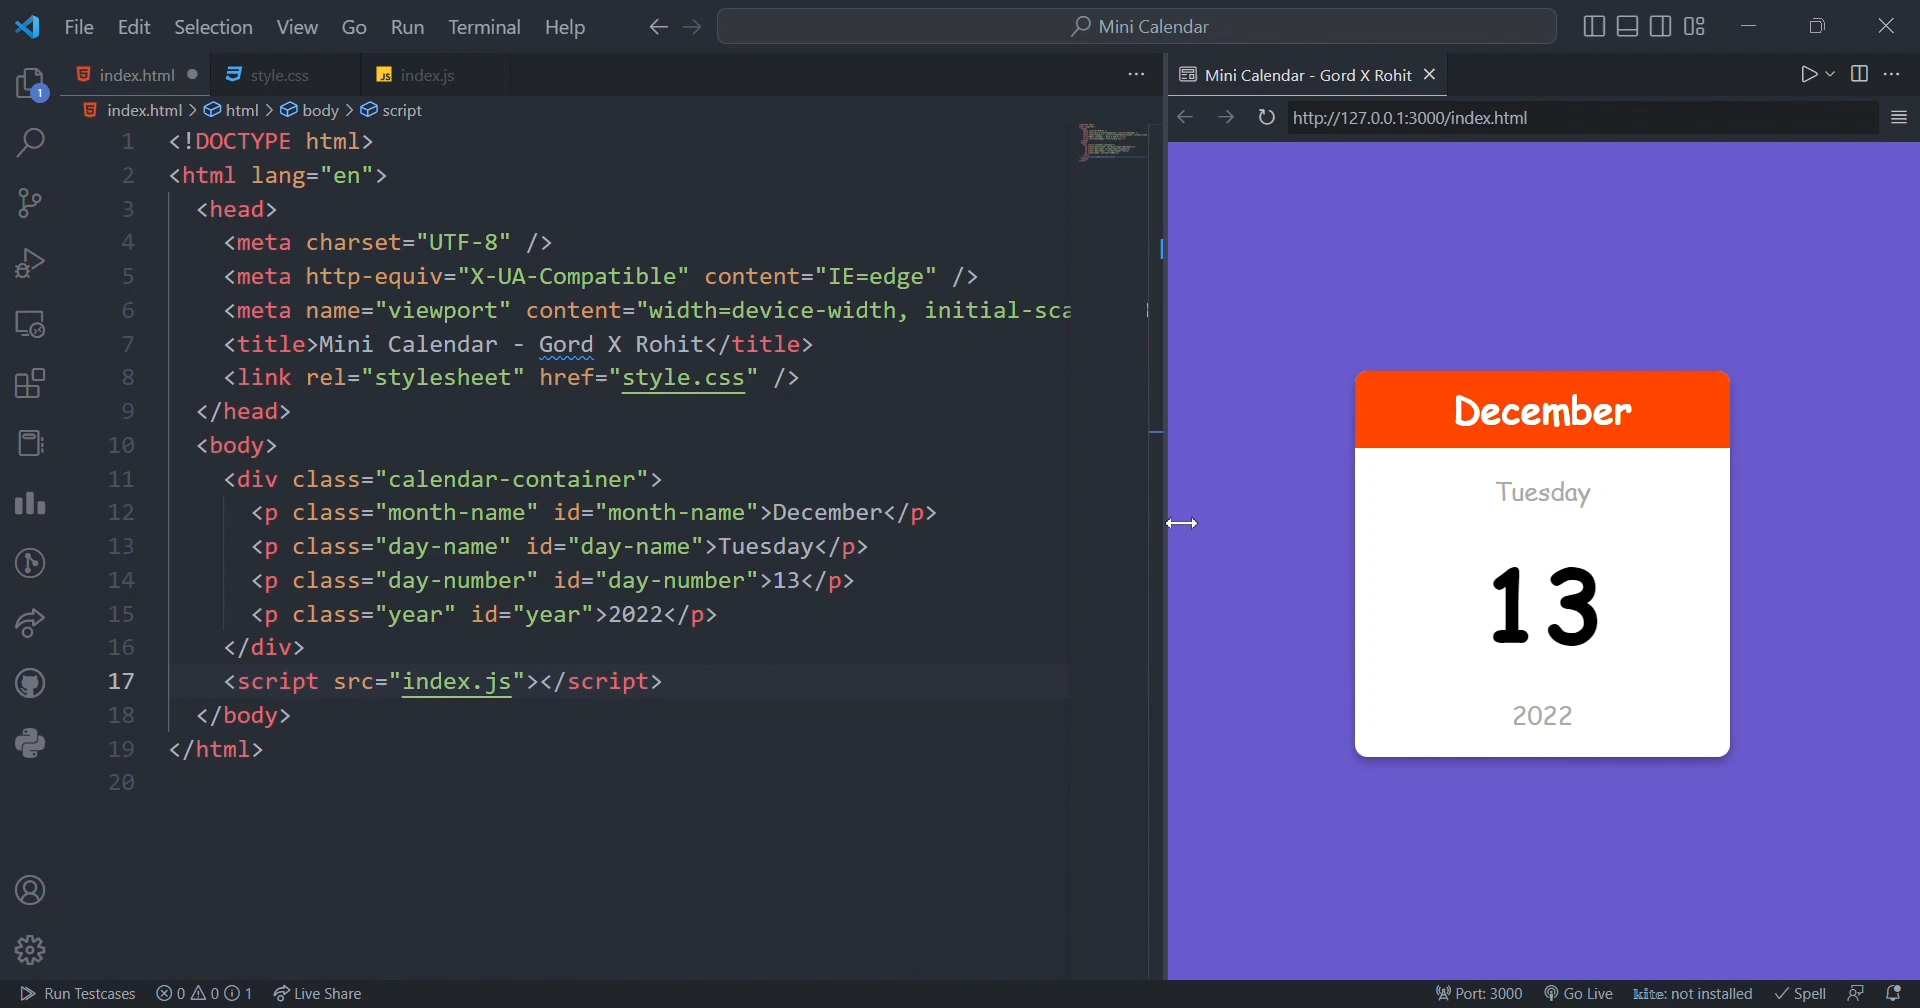 File Edit Selection View Go Run Terminal Help
Mini Calendar
index.html
style.css
index.js
Mini Calendar - Gord X Rohit
1
index.html > html > body > script
http://127.0.0.1:3000/index.html
1 <!DOCTYPE html>
2 <html lang="en">
3 <head>
4 <meta charset="UTF-8" />
5 <meta http-equiv="X-UA-Compatible" content="IE=edge" />
6 <meta name="viewport" content="width=device-width, initial-sca
7 <title>Mini Calendar - Gord X Rohit</title>
8 <link rel="stylesheet" href="style.css" />
9 </head>
10 <body>
11 <div class="calendar-container">
12 <p class="month-name" id="month-name">December</p>
13 <p class="day-name" id="day-name">Tuesday</p>
14 <p class="day-number" id="day-number">13</p>
15 <p class="year" id="year">2022</p>
16 </div>
17 <script src="index.js"></script>
18 </body>
19 </html>
20
December
Tuesday
13
2022
Run Testcases 0 0 1 Live Share
Port: 3000 Go Live kite: not installed Spell